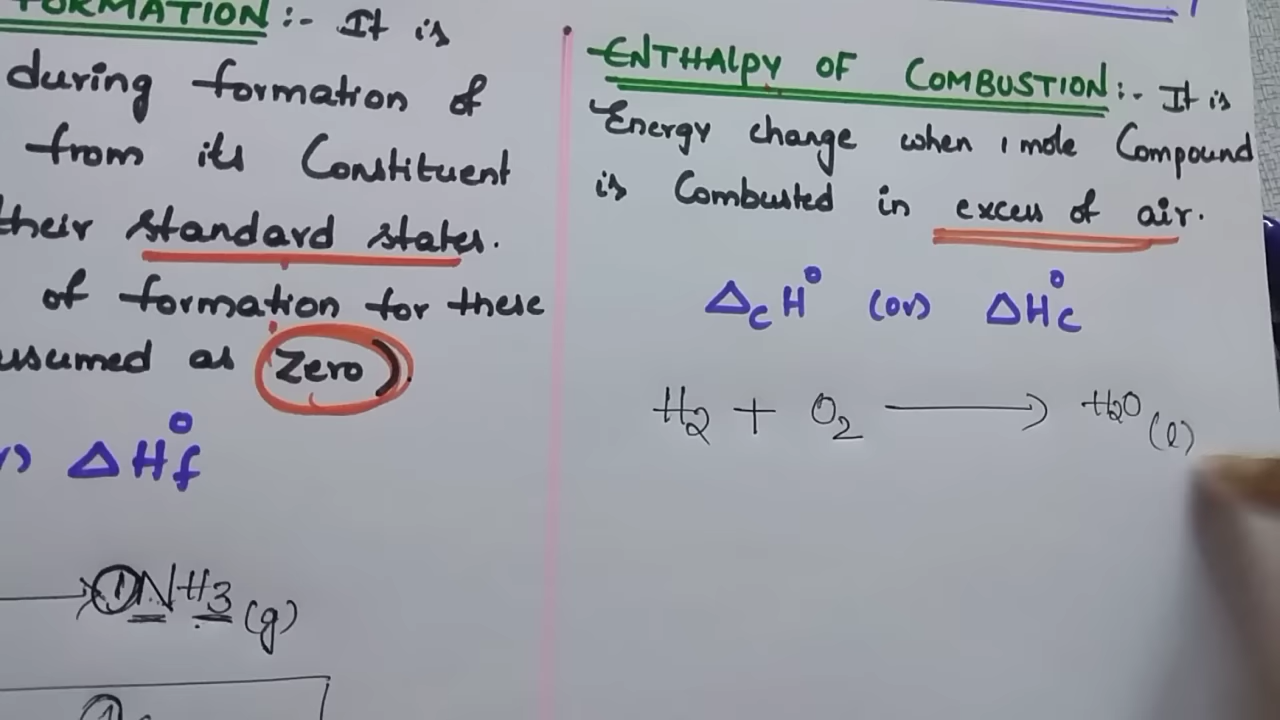 FORMATION:- It is
during formation of
from its Constituent
their standard states.
of formation for these
assumed as Zero).
ΔH°f
→ 1NH3(g)
ENTHALPY OF COMBUSTION:- It is
Energy change when 1 mole Compound
is Combusted in excess of air.
ΔcH° (or) ΔH°c
H2 + O2 → H2O(l)